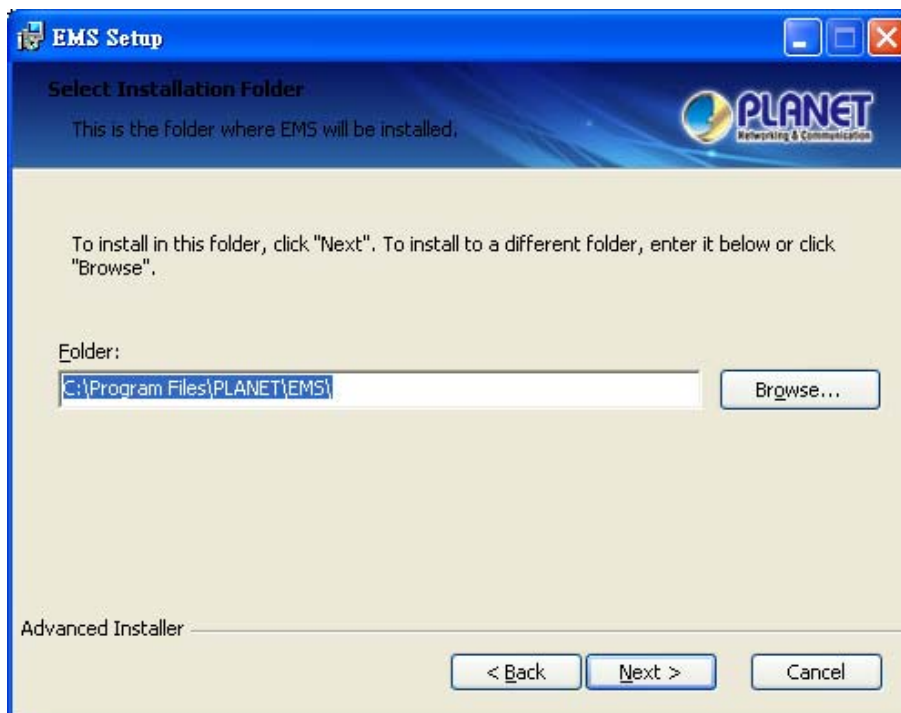 EMS Setup
Select Installation Folder
This is the folder where EMS will be installed.
PLANET
Networking & Communication
To install in this folder, click "Next". To install to a different folder, enter it below or click
"Browse".
Folder:
C:\Program Files\PLANET\EMS\
Browse...
Advanced Installer
< Back
Next >
Cancel